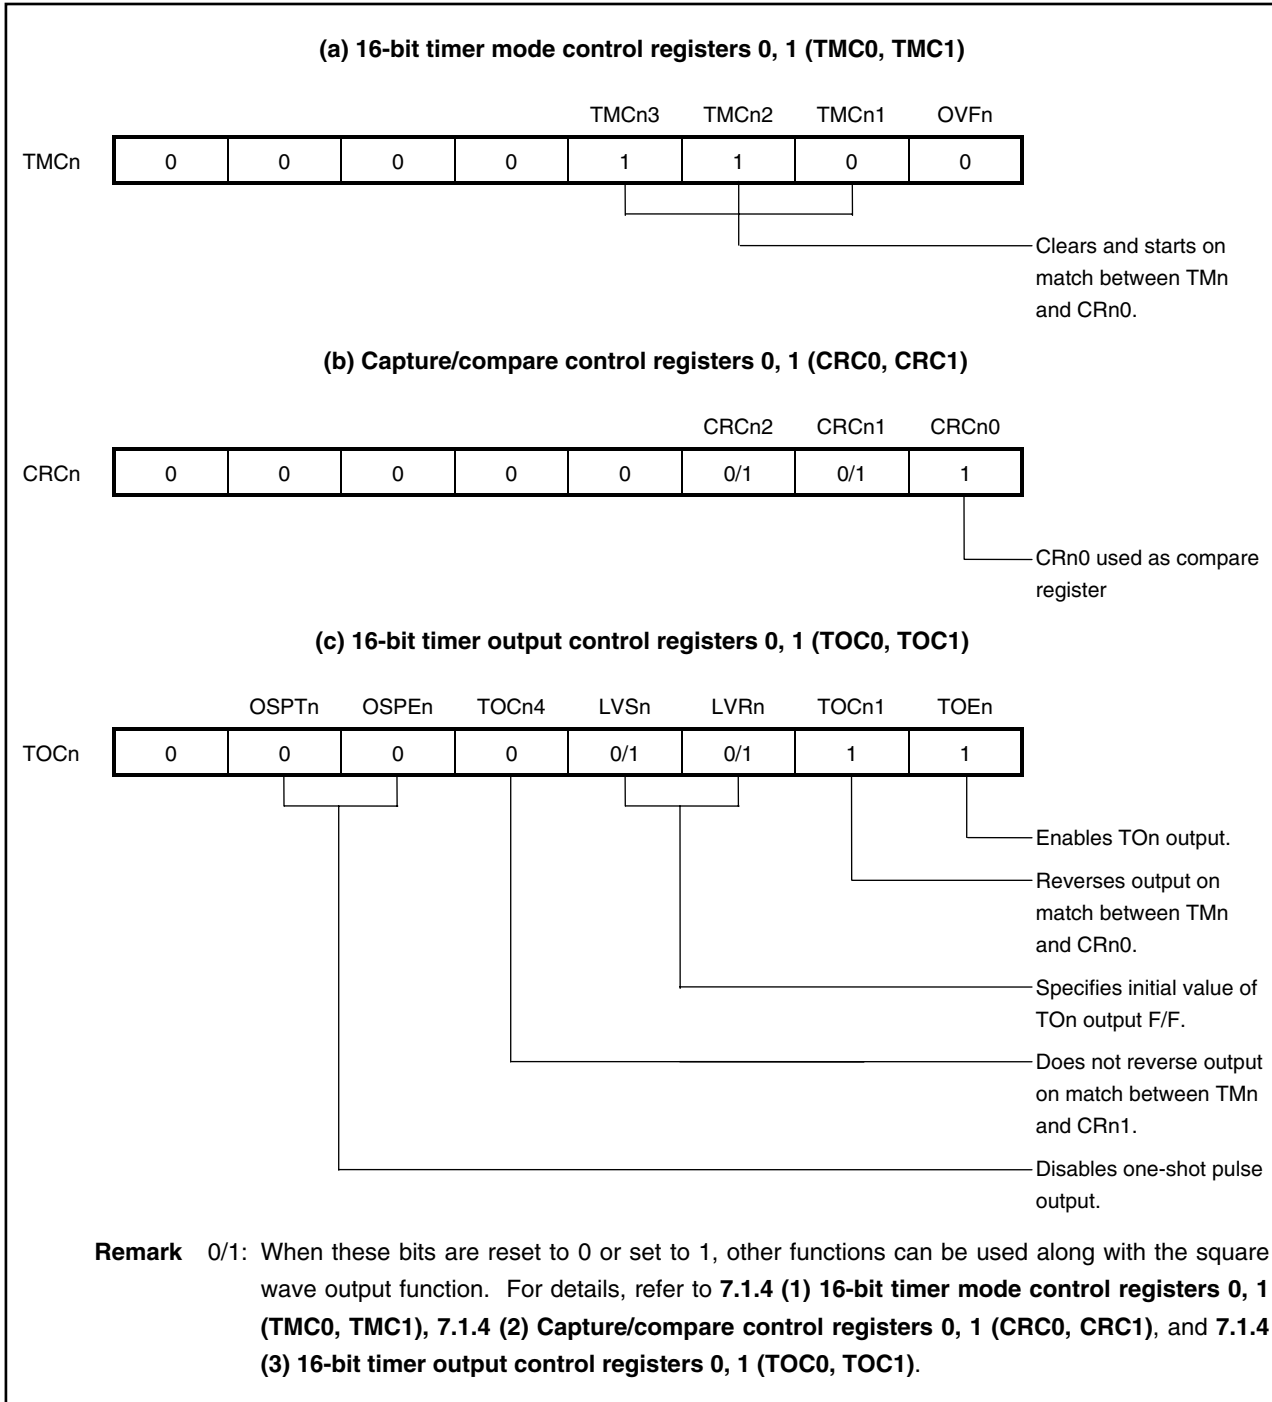 (a) 16-bit timer mode control registers 0, 1 (TMC0, TMC1)
TMCn3 TMCn2 TMCn1 OVFn
TMCn 0 0 0 0 1 1 0 0
Clears and starts on
match between TMn
and CRn0.
(b) Capture/compare control registers 0, 1 (CRC0, CRC1)
CRCn2 CRCn1 CRCn0
CRCn 0 0 0 0 0 0/1 0/1 1
CRn0 used as compare
register
(c) 16-bit timer output control registers 0, 1 (TOC0, TOC1)
OSPTn OSPEn TOCn4 LVSn LVRn TOCn1 TOEn
TOCn 0 0 0 0 0/1 0/1 1 1
Enables TOn output.
Reverses output on
match between TMn
and CRn0.
Specifies initial value of
TOn output F/F.
Does not reverse output
on match between TMn
and CRn1.
Disables one-shot pulse
output.
Remark 0/1: When these bits are reset to 0 or set to 1, other functions can be used along with the square
wave output function. For details, refer to 7.1.4 (1) 16-bit timer mode control registers 0, 1
(TMC0, TMC1), 7.1.4 (2) Capture/compare control registers 0, 1 (CRC0, CRC1), and 7.1.4
(3) 16-bit timer output control registers 0, 1 (TOC0, TOC1).